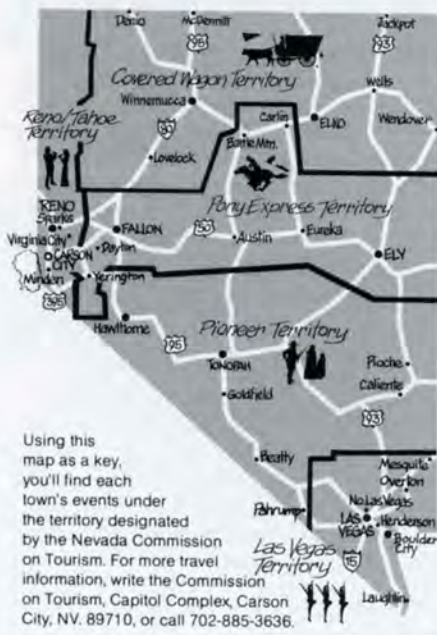 Denio
McDermitt
Jackpot
95
93
Covered Wagon Territory
Winnemucca
Wells
Carlin
ELKO
Wendover
Reno/Tahoe
Territory
80
Battle Mtn.
Lovelock
RENO
Sparks
Pony Express Territory
Virginia City
FALLON
50
Dayton
Austin
Eureka
CARSON
CITY
ELY
Minden
Yerington
395
Hawthorne
95
Pioneer Territory
TONOPAH
Pioche
Goldfield
Caliente
93
Using this
map as a key,
you'll find each
town's events under
the territory designated
by the Nevada Commission
on Tourism. For more travel
information, write the Commission
on Tourism, Capitol Complex, Carson
City, NV. 89710, or call 702-885-3636.
Beatty
Mesquite
Overton
Pahrump
No. Las Vegas
LAS
VEGAS
Henderson
Boulder
City
Las Vegas
Territory
15
Laughlin